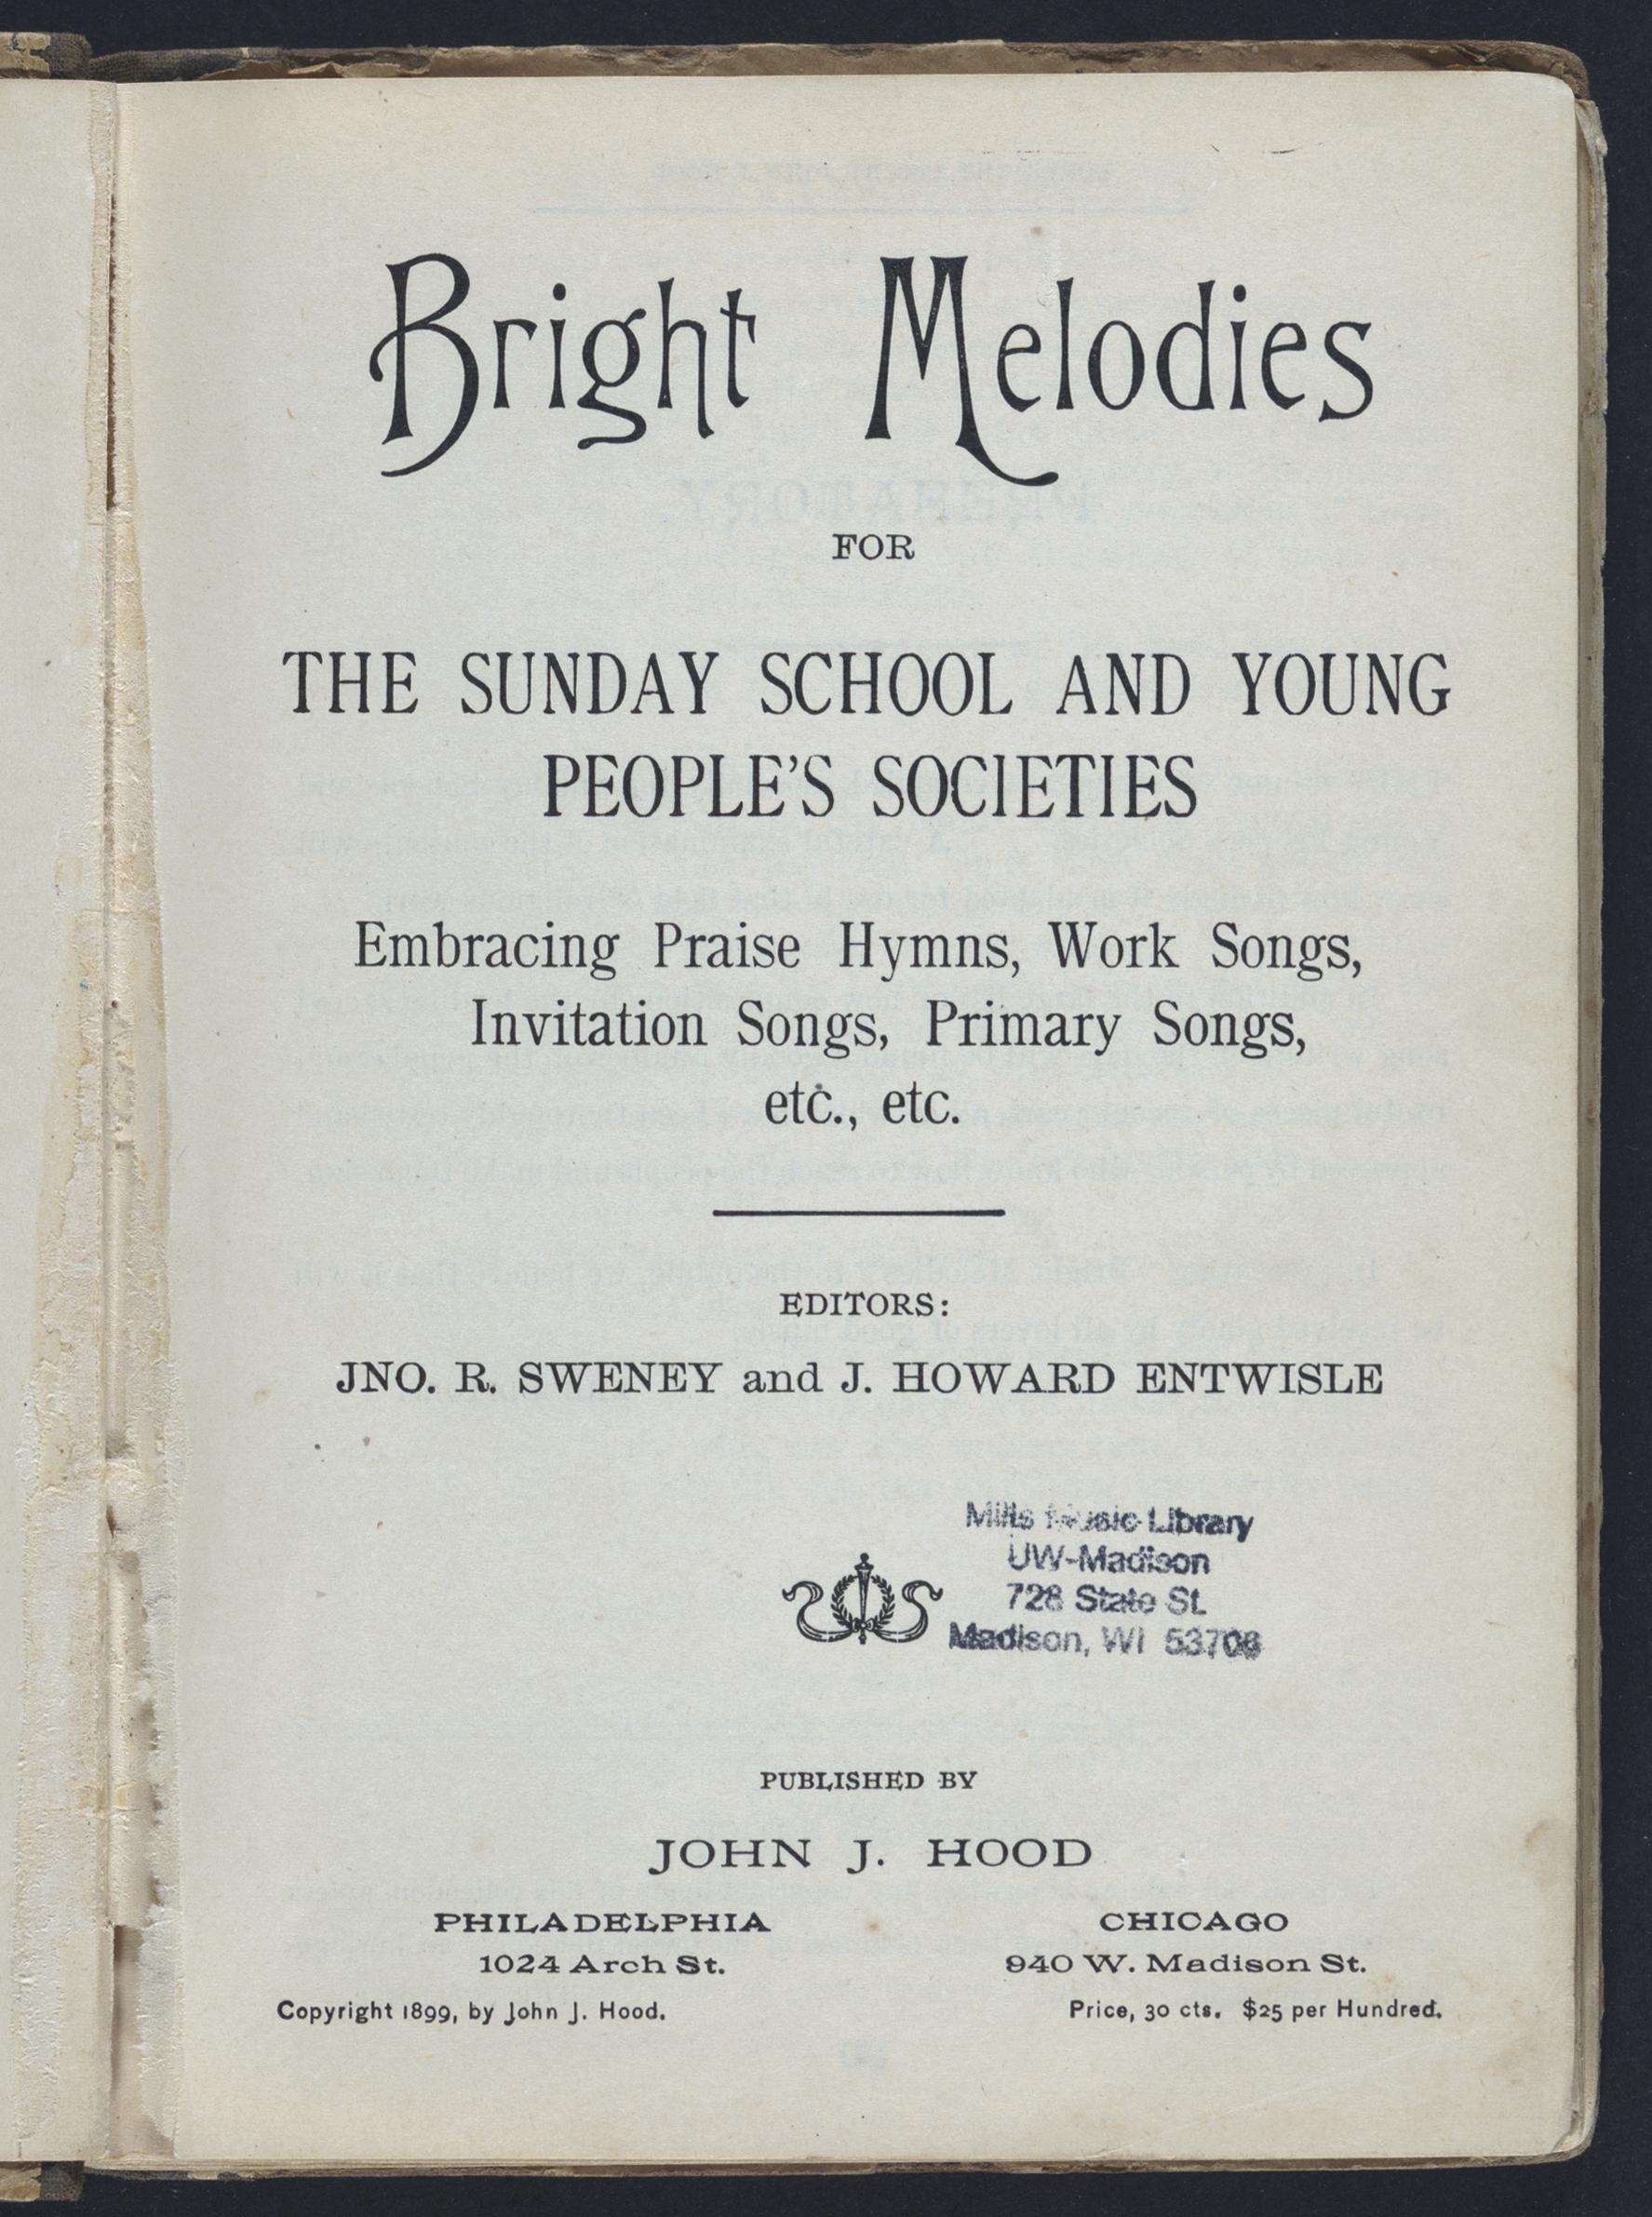 Bright Melodies
FOR
THE SUNDAY SCHOOL AND YOUNG
PEOPLE'S SOCIETIES
Embracing Praise Hymns, Work Songs,
Invitation Songs, Primary Songs,
etc., etc.
EDITORS:
JNO. R. SWENEY and J. HOWARD ENTWISLE
Mills Music Library
UW-Madison
728 State St.
Madison, WI 53706
PUBLISHED BY
JOHN J. HOOD
PHILADELPHIA
1024 Arch St.
CHICAGO
940 W. Madison St.
Copyright 1899, by John J. Hood.
Price, 30 cts. $25 per Hundred.